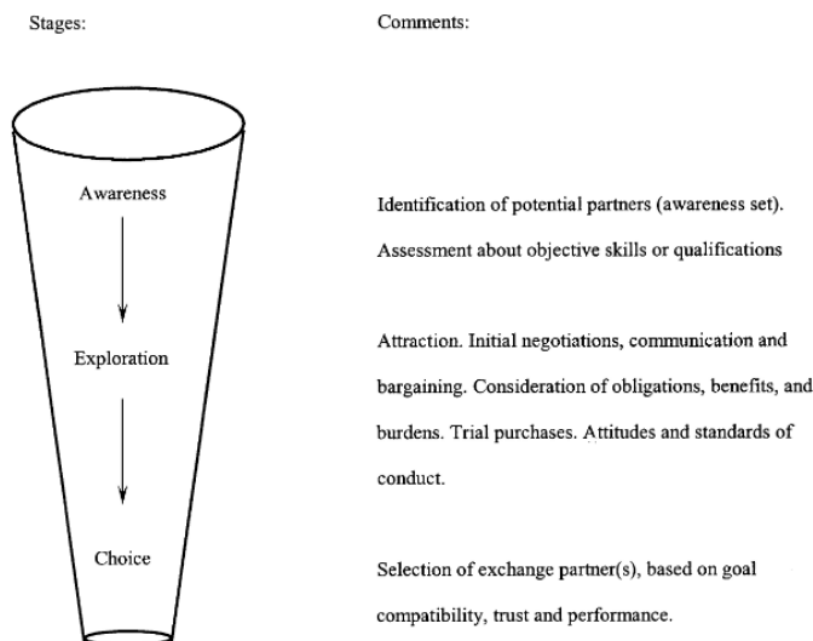 Stages:
Comments:
Awareness
Identification of potential partners (awareness set).
Assessment about objective skills or qualifications
Exploration
Attraction. Initial negotiations, communication and
bargaining. Consideration of obligations, benefits, and
burdens. Trial purchases. Attitudes and standards of
conduct.
Choice
Selection of exchange partner(s), based on goal
compatibility, trust and performance.